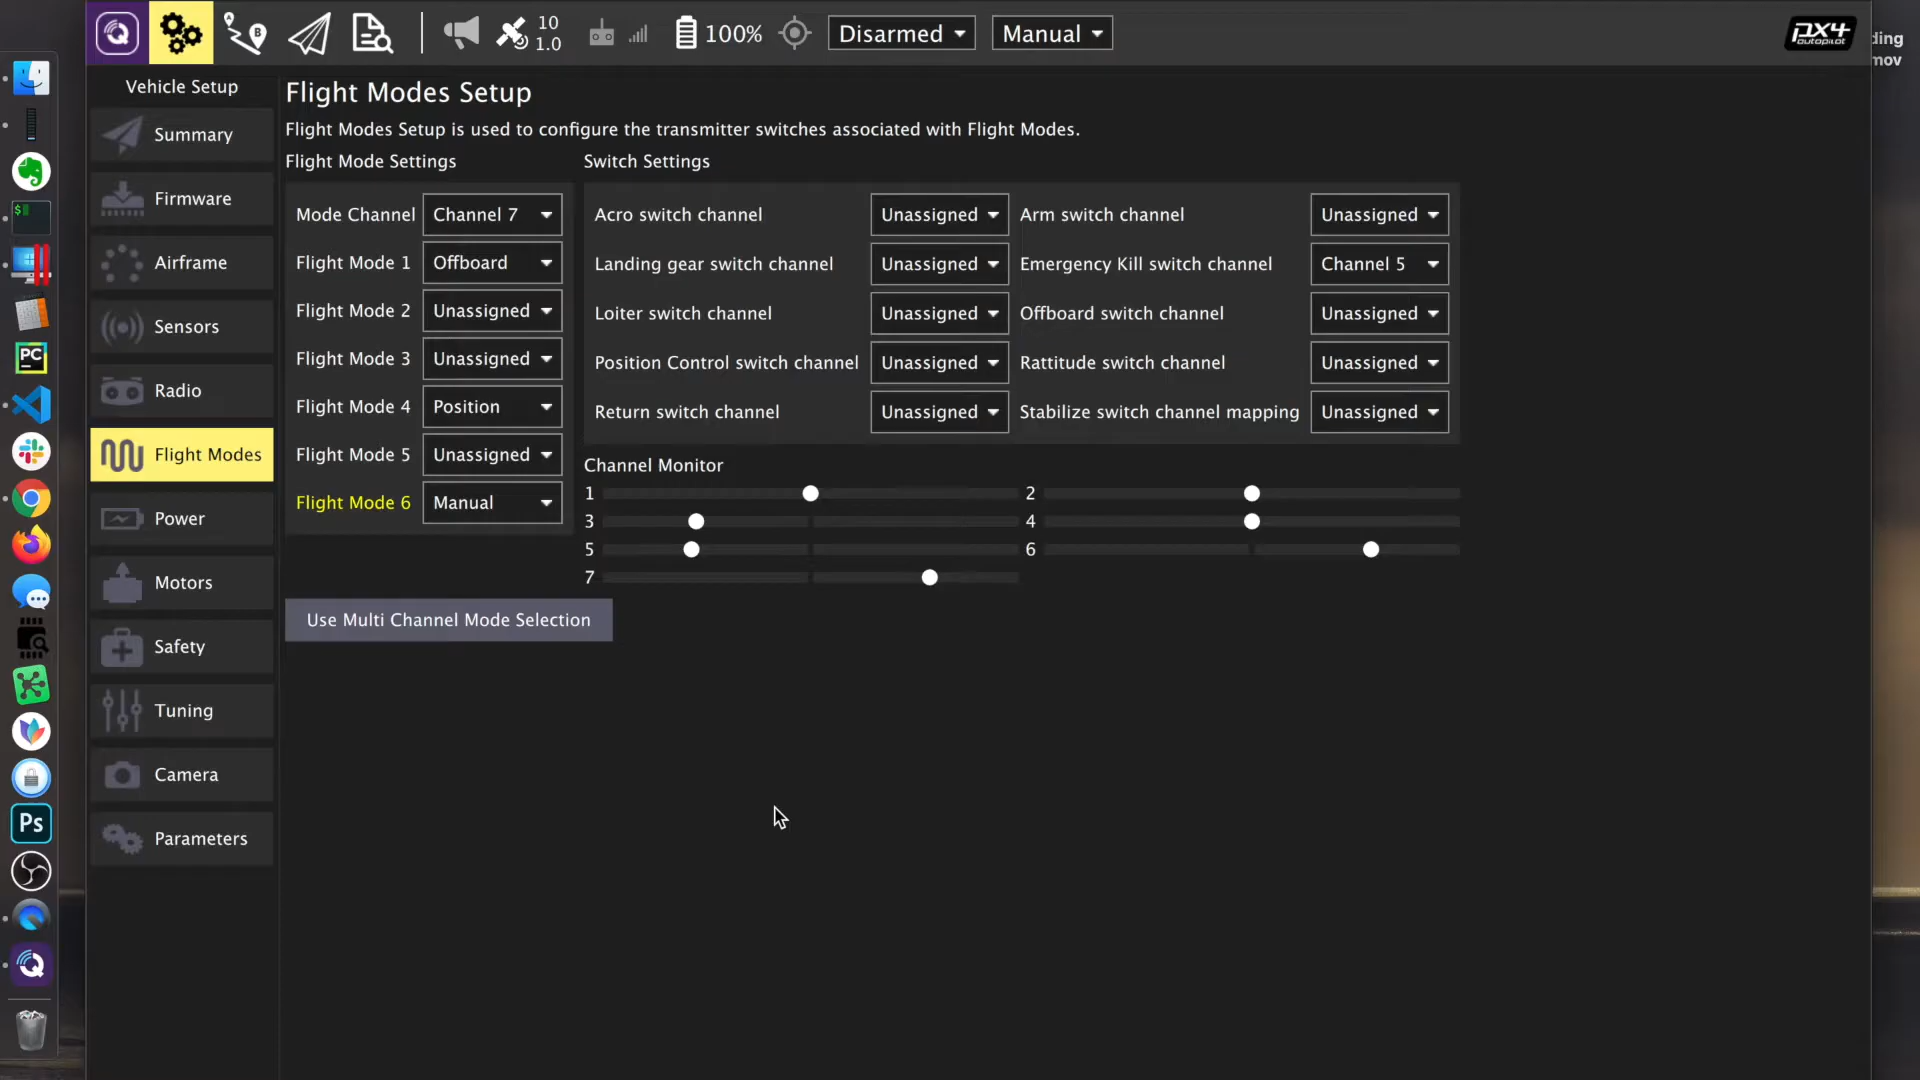 10
1.0
100%
Disarmed
Manual
px4
autopilot
ding
mov
Vehicle Setup
Summary
Firmware
Airframe
Sensors
Radio
Flight Modes
Power
Motors
Safety
Tuning
Camera
Parameters
Flight Modes Setup
Flight Modes Setup is used to configure the transmitter switches associated with Flight Modes.
Flight Mode Settings
Mode Channel Channel 7
Flight Mode 1 Offboard
Flight Mode 2 Unassigned
Flight Mode 3 Unassigned
Flight Mode 4 Position
Flight Mode 5 Unassigned
Flight Mode 6 Manual
Switch Settings
Acro switch channel Unassigned Arm switch channel Unassigned
Landing gear switch channel Unassigned Emergency Kill switch channel Channel 5
Loiter switch channel Unassigned Offboard switch channel Unassigned
Position Control switch channel Unassigned Rattitude switch channel Unassigned
Return switch channel Unassigned Stabilize switch channel mapping Unassigned
Channel Monitor
1 2
3 4
5 6
7
Use Multi Channel Mode Selection
B
$
PC
Ps